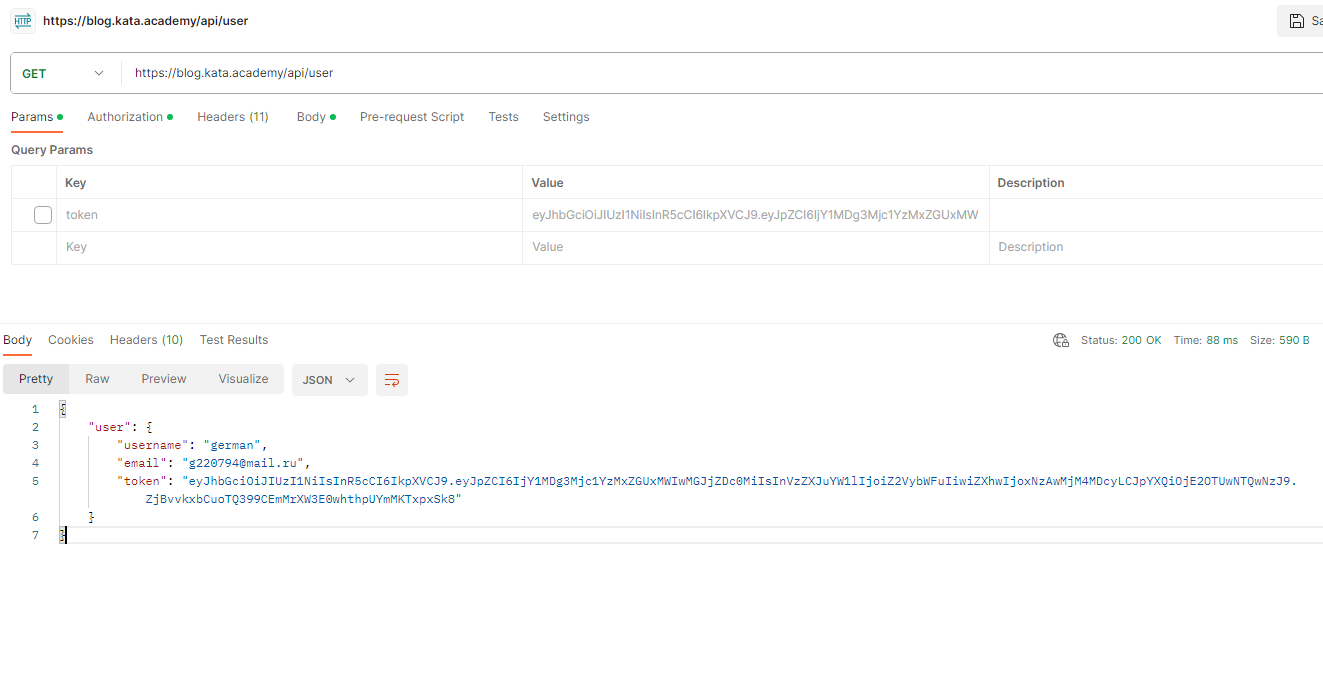 HTTP https://blog.kata.academy/api/user
GET https://blog.kata.academy/api/user
Params Authorization Headers (11) Body Pre-request Script Tests Settings
Query Params
Key Value Description
token eyJhbGciOiJIUzI1NiIsInR5cCI6IkpXVCJ9.eyJpZCI6IjY1MDg3Mjc1YzMxZGUxMW
Key Value Description
Body Cookies Headers (10) Test Results Status: 200 OK Time: 88 ms Size: 590 B
Pretty Raw Preview Visualize JSON
1 {
2 "user": {
3 "username": "german",
4 "email": "g220794@mail.ru",
5 "token": "eyJhbGciOiJIUzI1NiIsInR5cCI6IkpXVCJ9.eyJpZCI6IjY1MDg3Mjc1YzMxZGUxMWIwMGJjZDc0MiIsInVzZXJuYW1lIjoiZ2VybWFuIiwiZXhwIjoxNzAwMjM4MDcyLCJpYXQiOjE2OTUwNTQwNzJ9.
ZjBvvkxbCuoTQ399CEmMrXW3E0whthpUYmMKTxpxSk8"
6 }
7 }